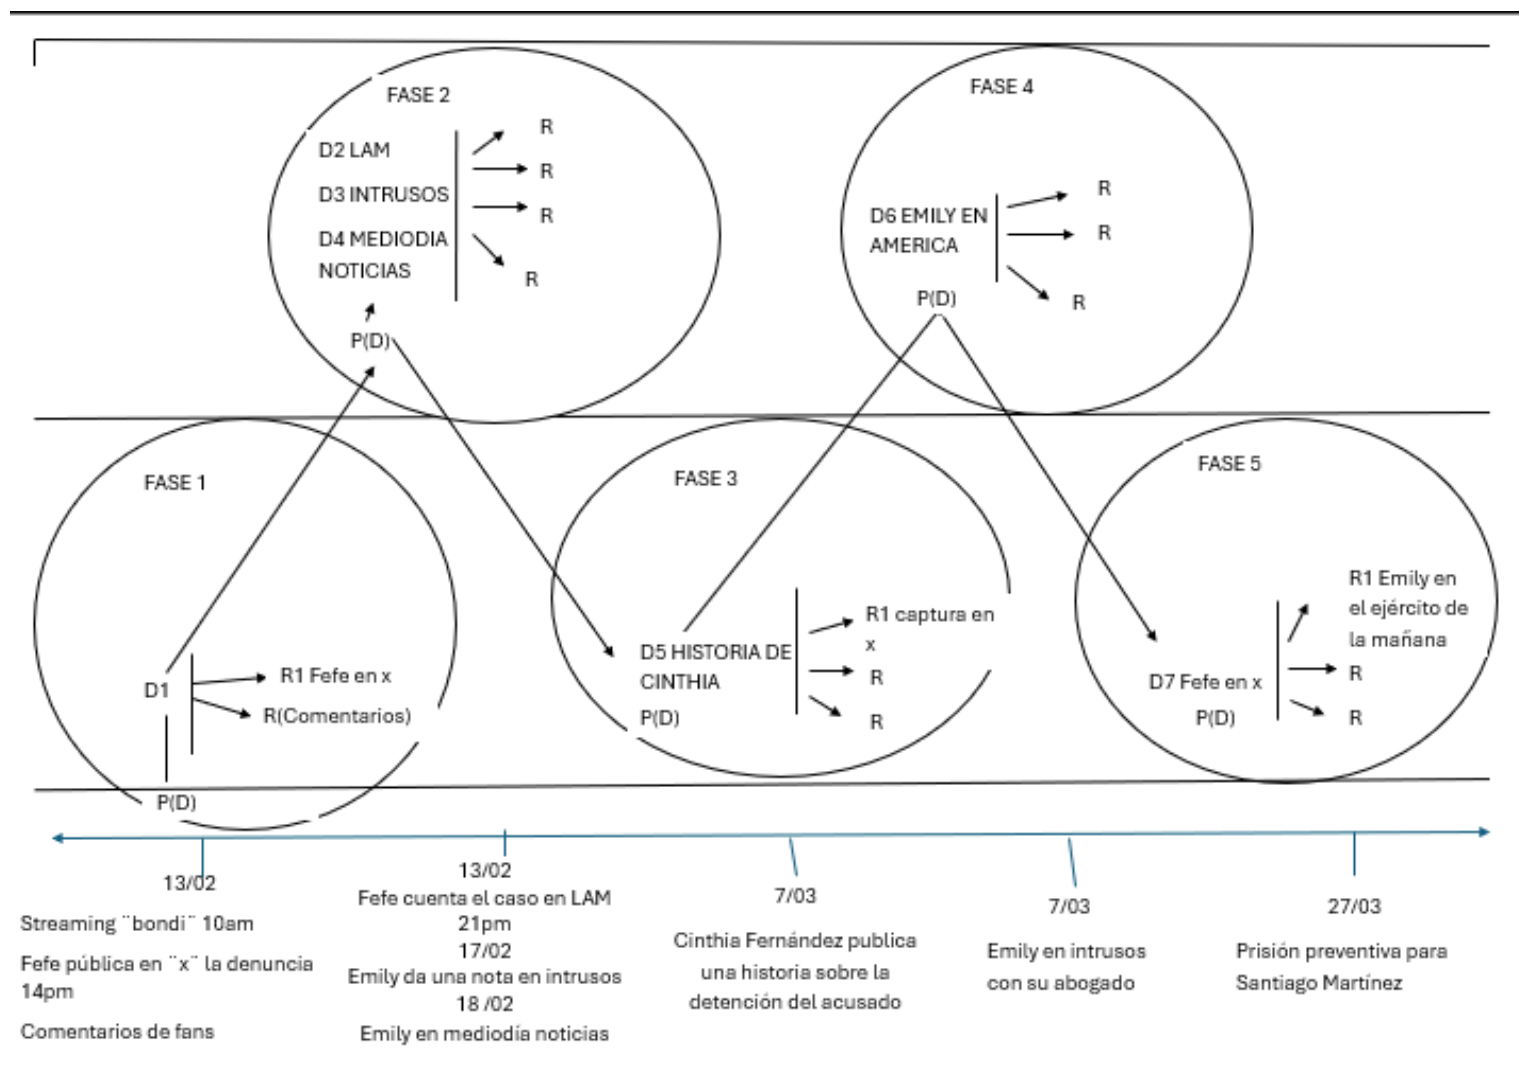 FASE 2
D2 LAM
D3 INTRUSOS
D4 MEDIODIA
NOTICIAS
P(D)
R
R
R
R
FASE 4
D6 EMILY EN
AMERICA
P(D)
R
R
R
FASE 1
D1
P(D)
R1 Fefe en x
R(Comentarios)
FASE 3
D5 HISTORIA DE
CINTHIA
P(D)
R1 captura en
x
R
R
FASE 5
D7 Fefe en x
P(D)
R1 Emily en
el ejército de
la mañana
R
R
13/02
Streaming ¨bondi¨ 10am
Fefe pública en ¨x¨ la denuncia
14pm
Comentarios de fans
13/02
Fefe cuenta el caso en LAM
21pm
17/02
Emily da una nota en intrusos
18 /02
Emily en mediodía noticias
7/03
Cinthia Fernández publica
una historia sobre la
detención del acusado
7/03
Emily en intrusos
con su abogado
27/03
Prisión preventiva para
Santiago Martínez